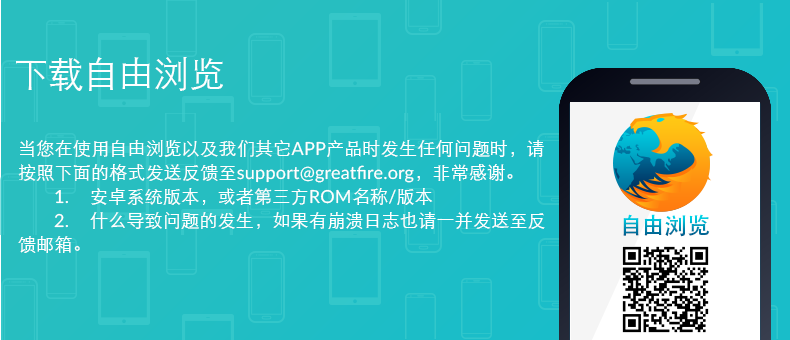 下载自由浏览
当您在使用自由浏览以及我们其它APP产品时发生任何问题时，请
按照下面的格式发送反馈至support@greatfire.org，非常感谢。
1. 安卓系统版本，或者第三方ROM名称/版本
2. 什么导致问题的发生，如果有崩溃日志也请一并发送至反
馈邮箱。
自由浏览